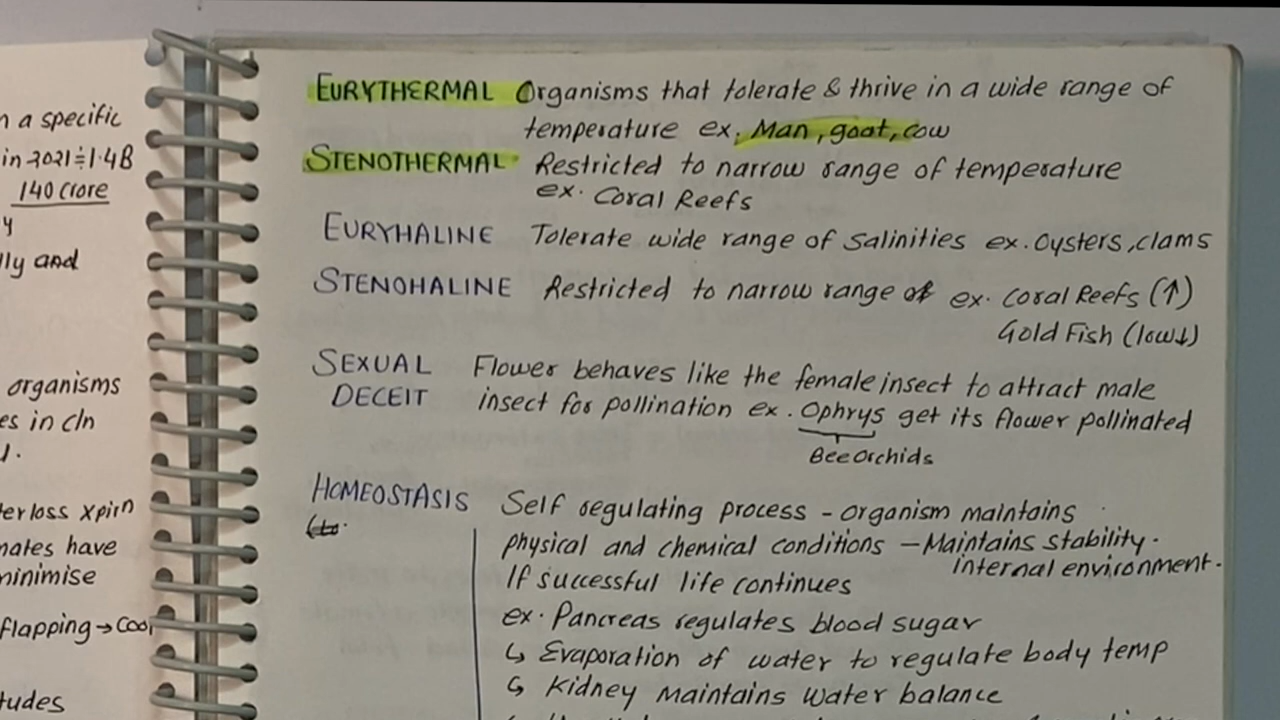 n a specific
in 2021 ≑ 1.4B
140 crore
y
lly and
organisms
es in cln
ter loss xpirn
mates have
minimise
flapping → Cool
tudes
EURYTHERMAL Organisms that tolerate & thrive in a wide range of
temperature ex. Man, goat, cow
STENOTHERMAL Restricted to narrow range of temperature
ex. Coral Reefs
EURYHALINE Tolerate wide range of Salinities ex. Oysters, clams
STENOHALINE Restricted to narrow range of ex. Coral Reefs (↑)
Gold Fish (low↓)
SEXUAL Flower behaves like the female insect to attract male
DECEIT insect for pollination ex. Ophrys get its flower pollinated
Bee Orchids
HOMEOSTASIS Self regulating process - organism maintains
physical and chemical conditions — Maintains stability.
internal environment.
If successful life continues
ex. Pancreas regulates blood sugar
↳ Evaporation of water to regulate body temp
↳ Kidney Maintains water balance